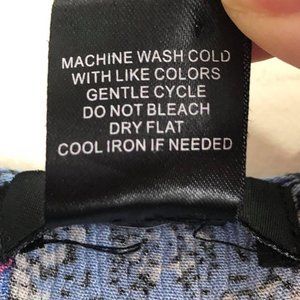 MACHINE WASH COLD
WITH LIKE COLORS
GENTLE CYCLE
DO NOT BLEACH
DRY FLAT
COOL IRON IF NEEDED